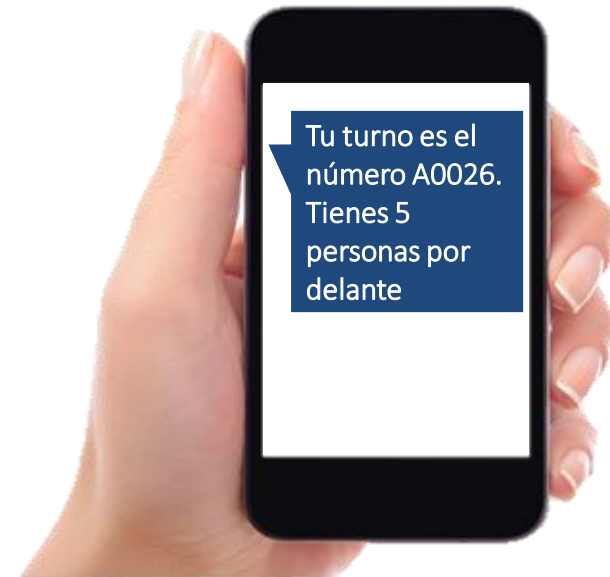 Tu turno es el
número A0026.
Tienes 5
personas por
delante